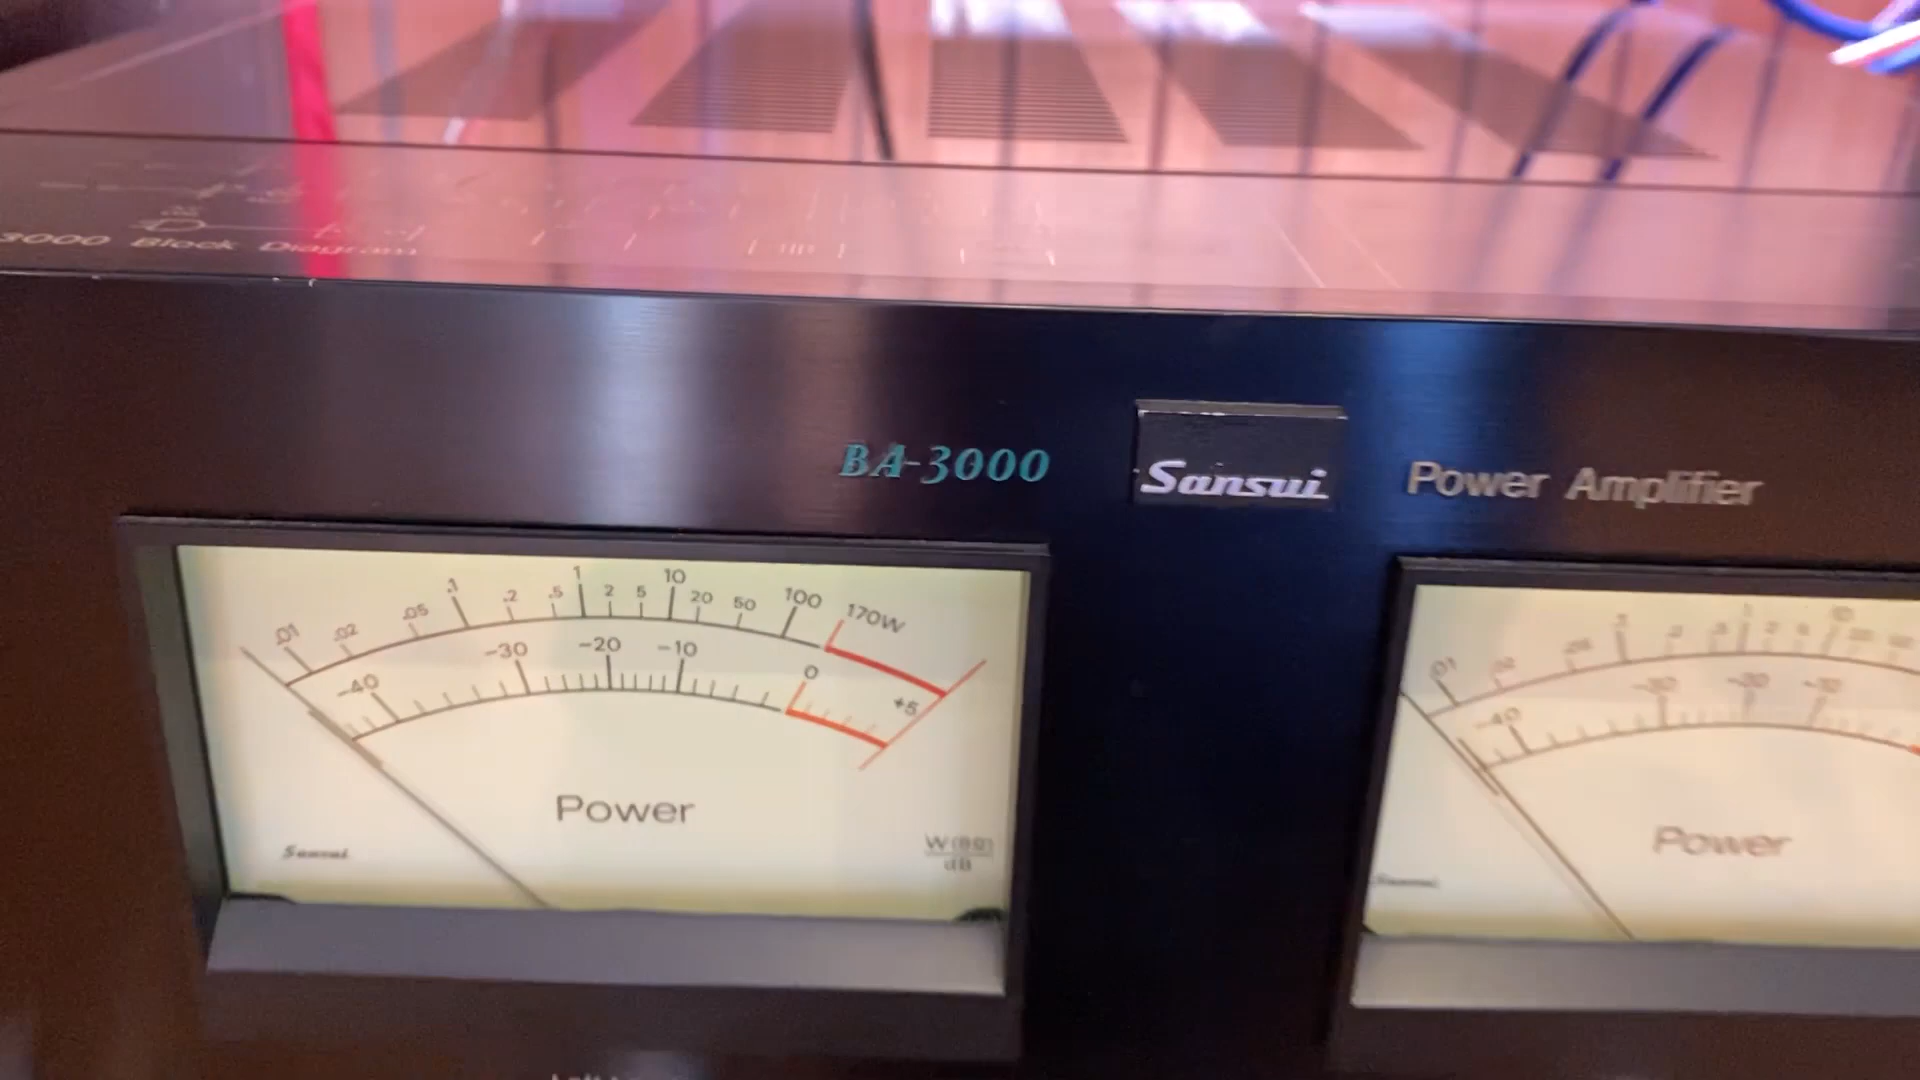 3000 Block Diagram
BA-3000
Sansui
Power Amplifier
.01 .02 .05 .1 .2 .5 1 2 5 10 20 50 100 170W
-40 -30 -20 -10 0 +5
Power
Sansui
W(8Ω)
dB
.01
-40
Power
Sansui